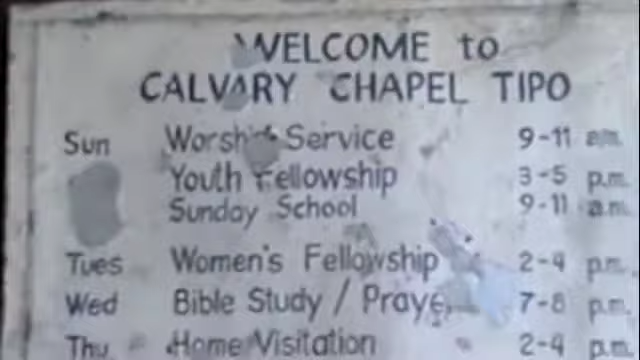 WELCOME to
CALVARY CHAPEL TIPO
Sun Worship Service 9-11 am.
Youth Fellowship 3-5 p.m.
Sunday School 9-11 a.m.
Tues Women's Fellowship 2-4 p.m.
Wed Bible Study / Prayer 7-8 p.m.
Thu Home Visitation 2-4 p.m.